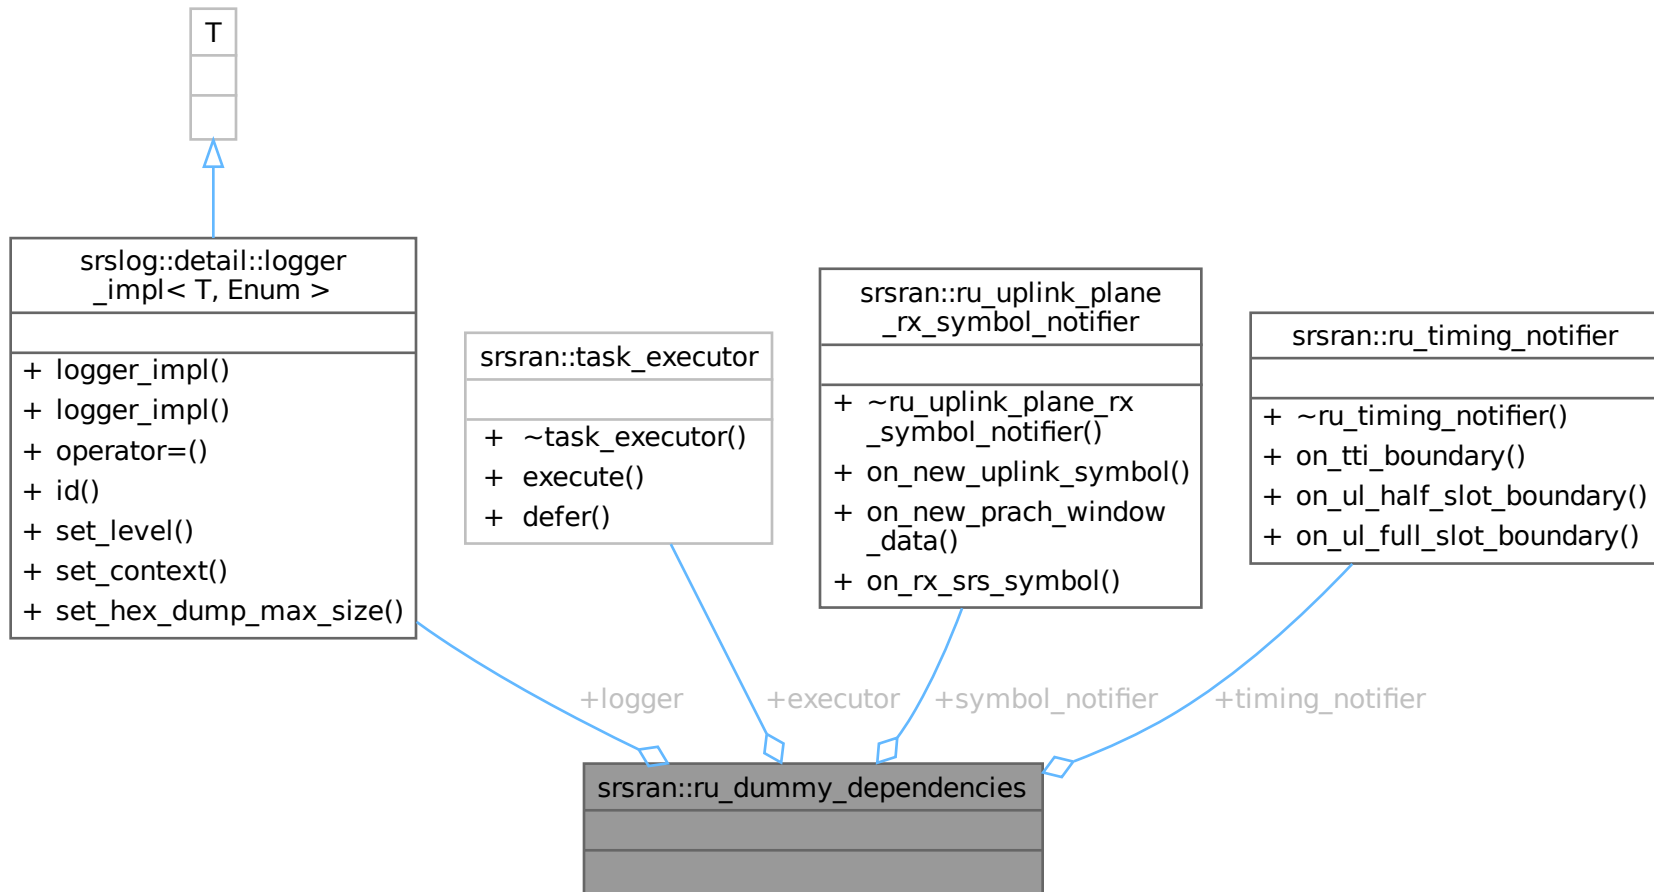 T
srslog::detail::logger
_impl< T, Enum >
+ logger_impl()
+ logger_impl()
+ operator=()
+ id()
+ set_level()
+ set_context()
+ set_hex_dump_max_size()
srsran::task_executor
+ ~task_executor()
+ execute()
+ defer()
srsran::ru_uplink_plane
_rx_symbol_notifier
+ ~ru_uplink_plane_rx
_symbol_notifier()
+ on_new_uplink_symbol()
+ on_new_prach_window
_data()
+ on_rx_srs_symbol()
srsran::ru_timing_notifier
+ ~ru_timing_notifier()
+ on_tti_boundary()
+ on_ul_half_slot_boundary()
+ on_ul_full_slot_boundary()
+logger
+executor
+symbol_notifier
+timing_notifier
srsran::ru_dummy_dependencies